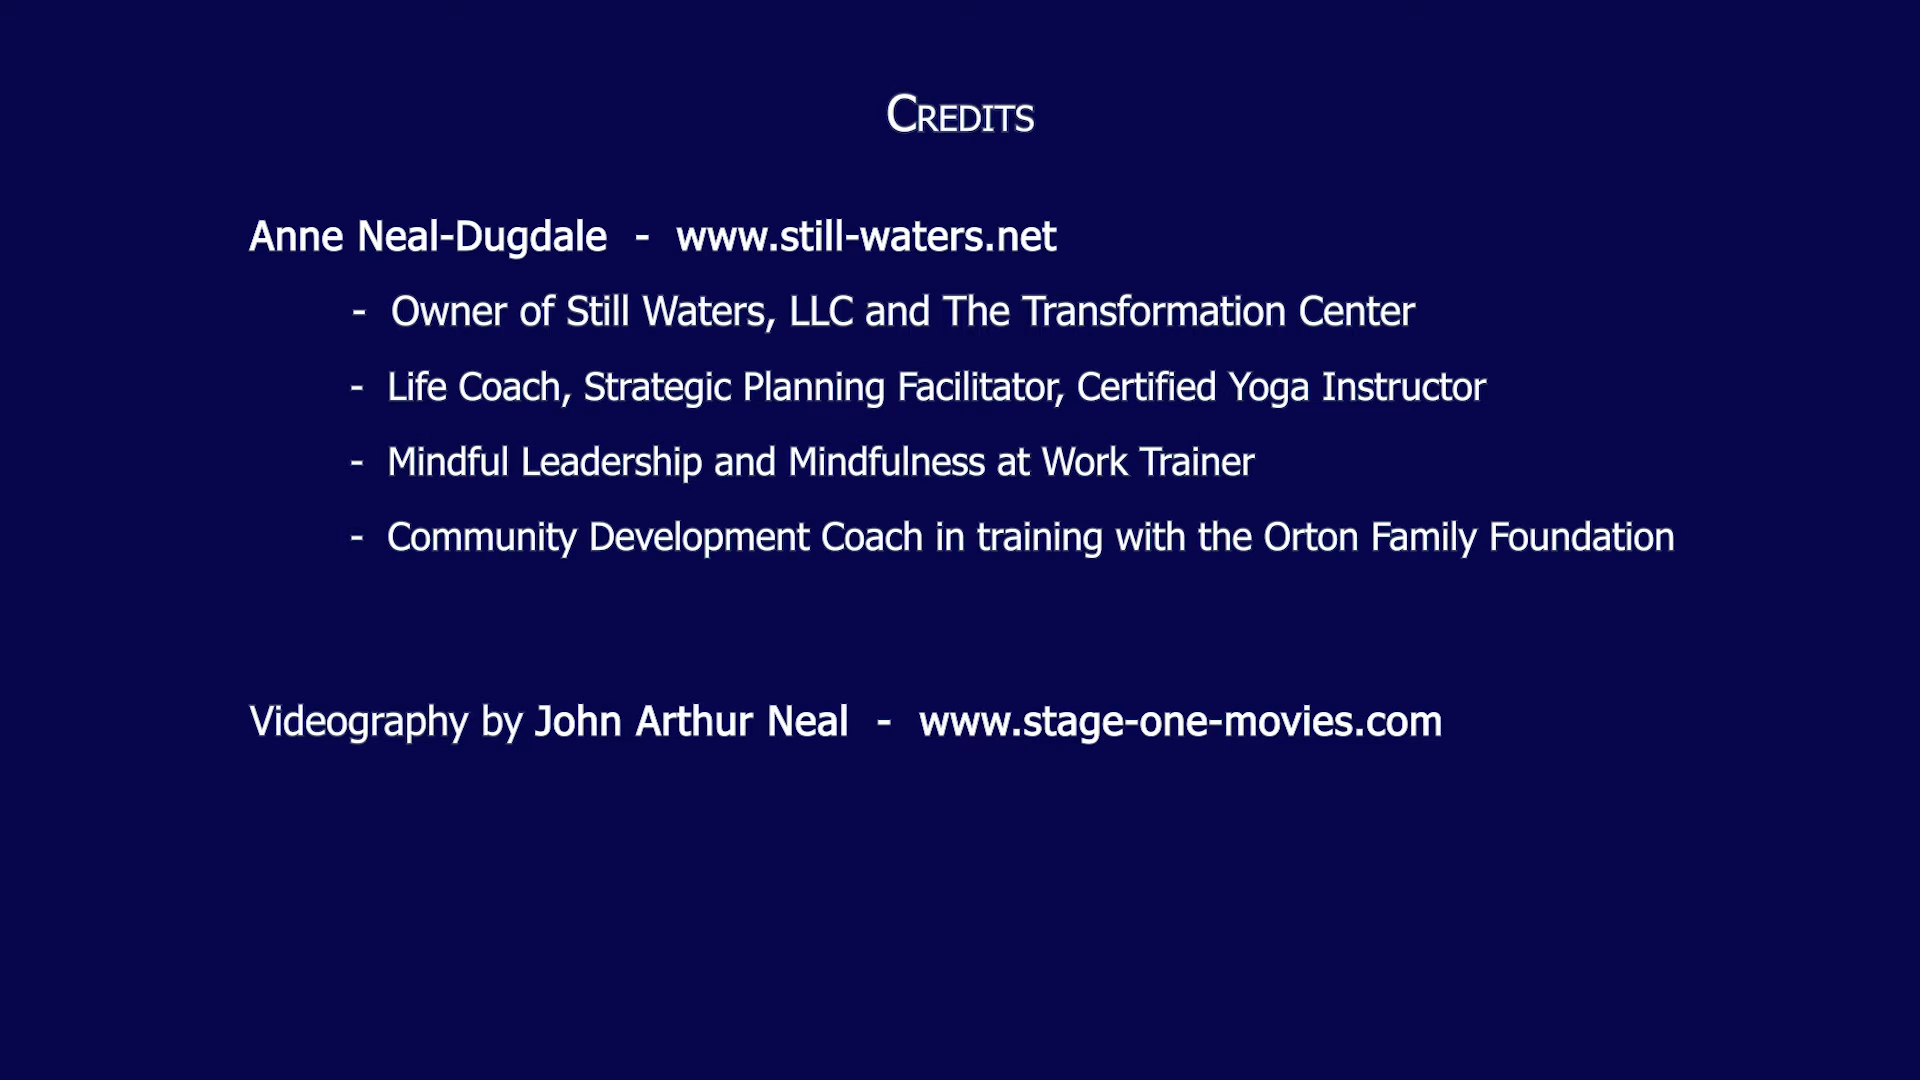 CREDITS
Anne Neal-Dugdale - www.still-waters.net
- Owner of Still Waters, LLC and The Transformation Center
- Life Coach, Strategic Planning Facilitator, Certified Yoga Instructor
- Mindful Leadership and Mindfulness at Work Trainer
- Community Development Coach in training with the Orton Family Foundation
Videography by John Arthur Neal - www.stage-one-movies.com